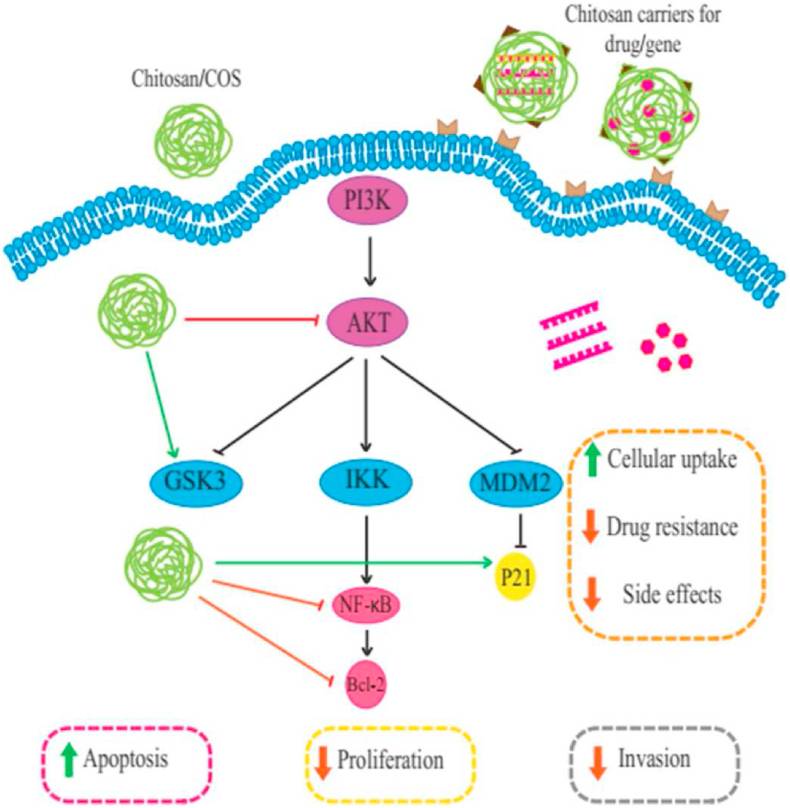 Chitosan carriers for
drug/gene
Chitosan/COS
PI3K
AKT
GSK3
IKK
MDM2
Cellular uptake
Drug resistance
Side effects
P21
NF-κB
Bcl-2
Apoptosis
Proliferation
Invasion